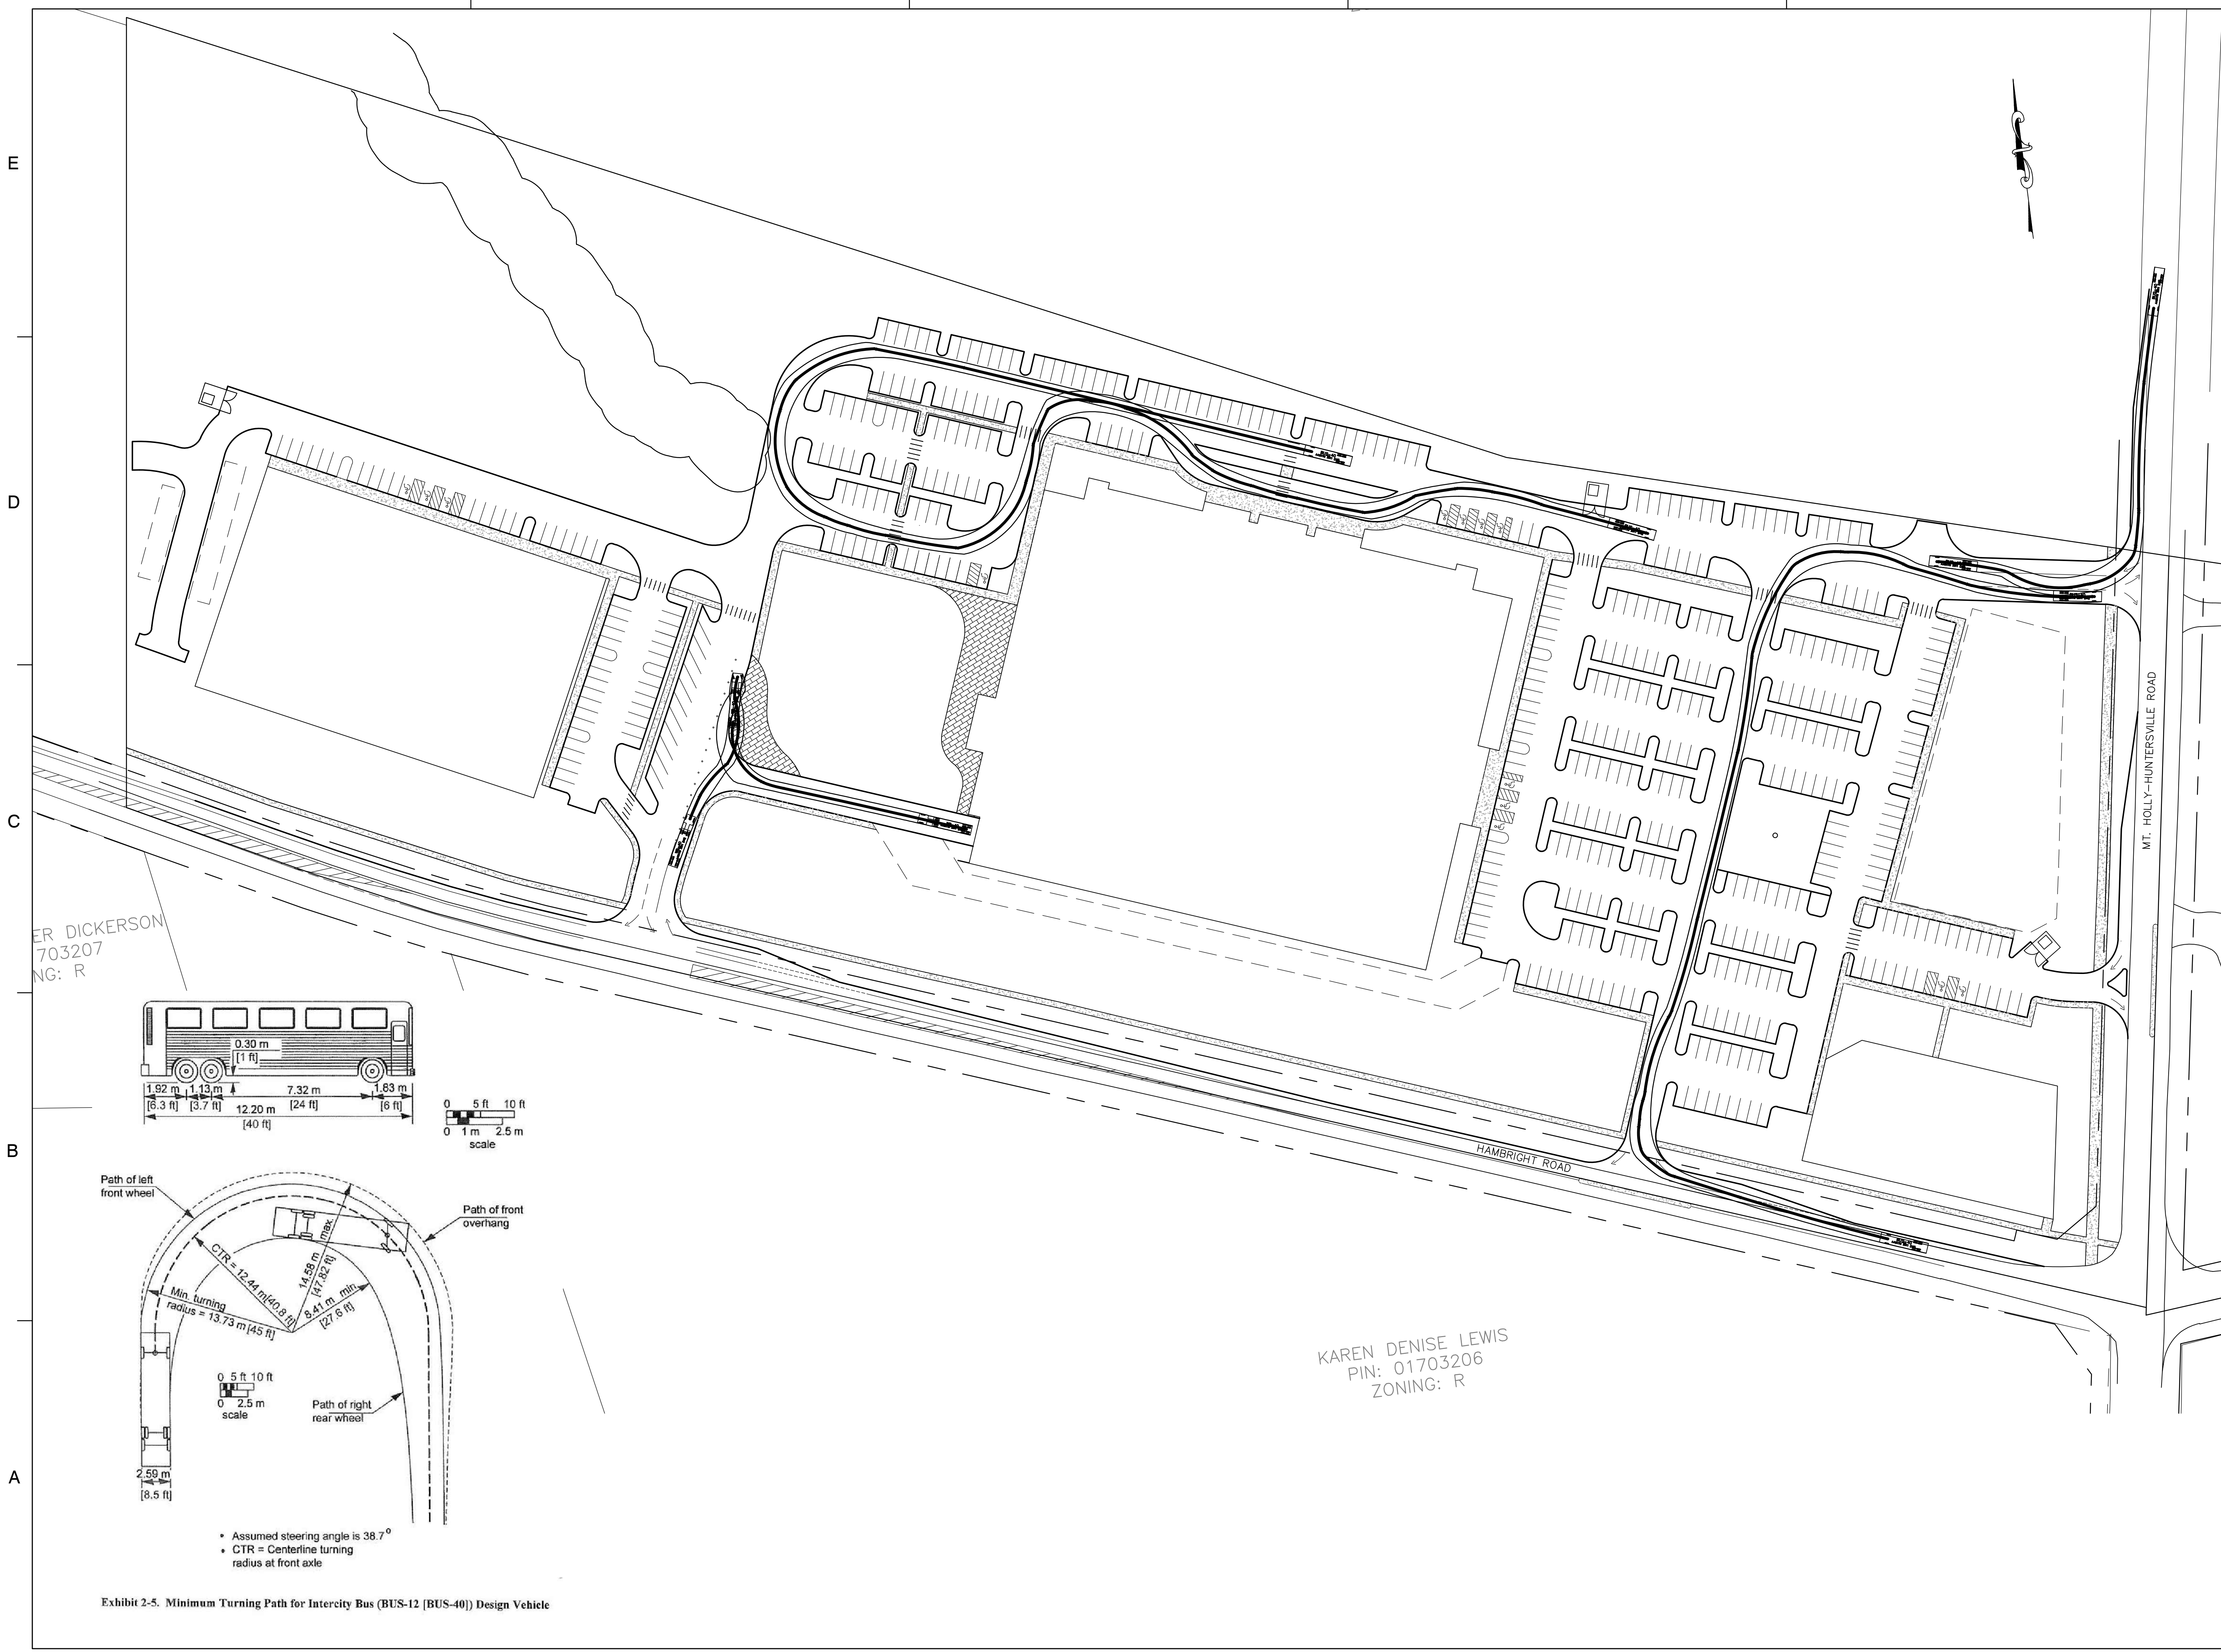 E
D
C
B
A
MT. HOLLY-HUNTERSVILLE ROAD
HAMBRIGHT ROAD
ER DICKERSON
703207
NG: R
KAREN DENISE LEWIS
PIN: 01703206
ZONING: R
0.30 m
[1 ft]
1.92 m 1.13 m 7.32 m 1.83 m
[6.3 ft] [3.7 ft] [24 ft] [6 ft]
12.20 m
[40 ft]
0 5 ft 10 ft
0 1 m 2.5 m
scale
Path of left
front wheel
Path of front
overhang
CTR = 12.44 m[40.8 ft]
14.58 m max.
[47.82 ft]
Min. turning
radius = 13.73 m [45 ft]
8.41 m min.
[27.6 ft]
0 5 ft 10 ft
0 2.5 m
scale
Path of right
rear wheel
2.59 m
[8.5 ft]
• Assumed steering angle is 38.7°
• CTR = Centerline turning
radius at front axle
Exhibit 2-5. Minimum Turning Path for Intercity Bus (BUS-12 [BUS-40]) Design Vehicle